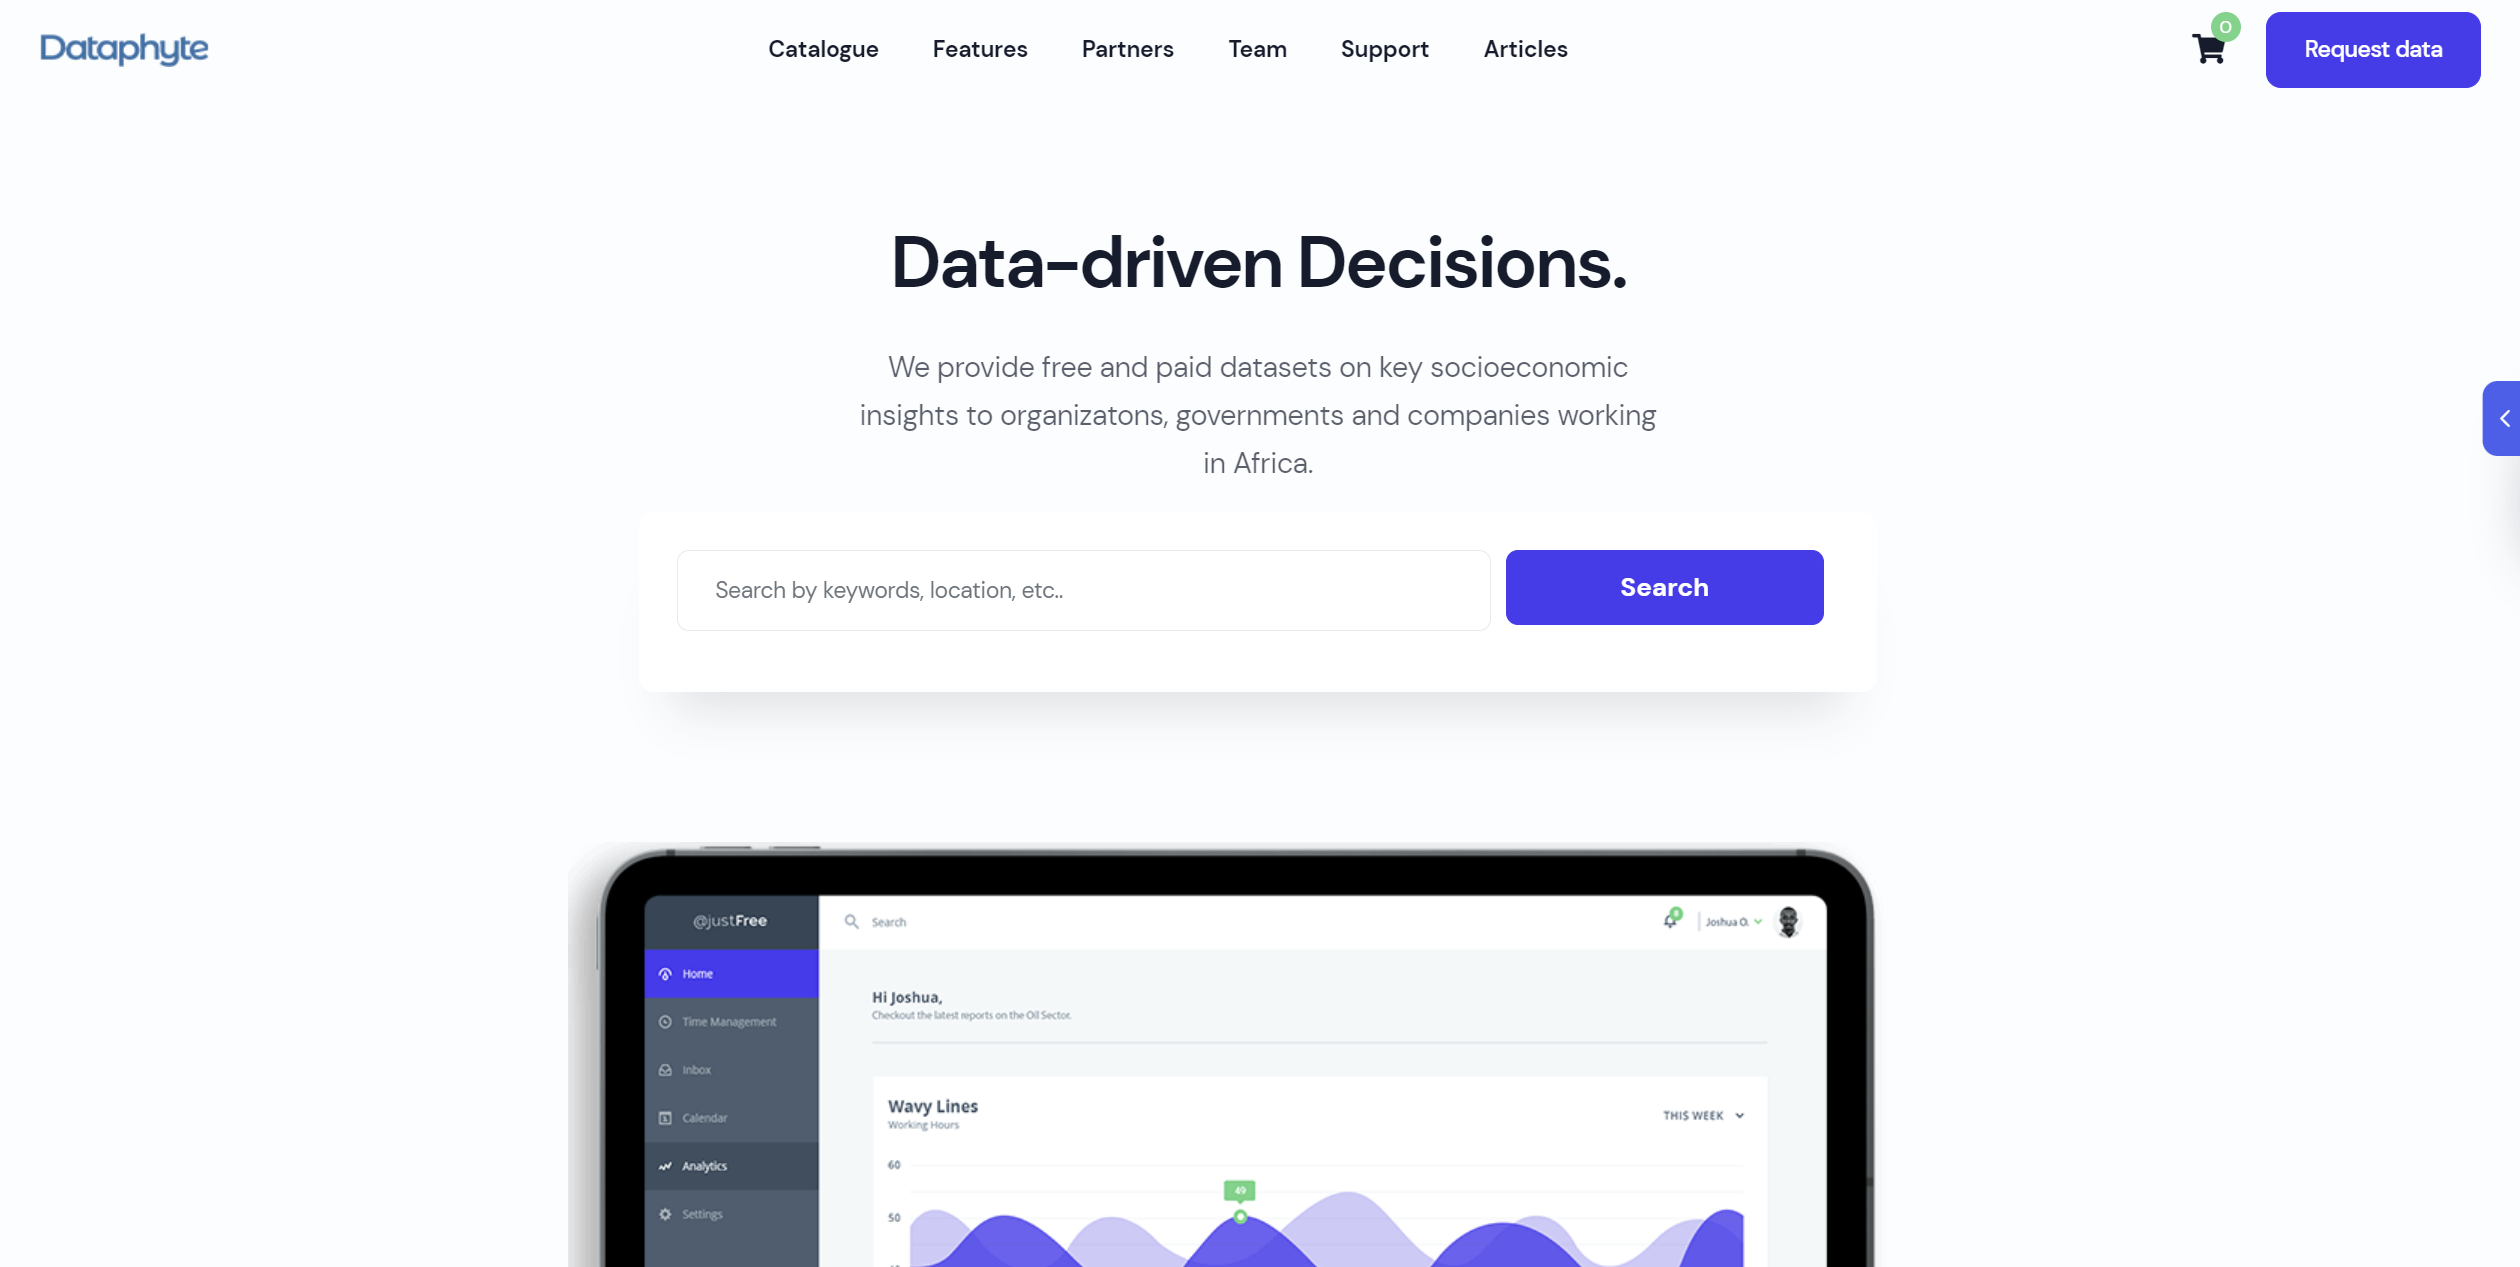 Dataphyte
Catalogue
Features
Partners
Team
Support
Articles
0
Request data
Data-driven Decisions.
We provide free and paid datasets on key socioeconomic
insights to organizatons, governments and companies working
in Africa.
Search by keywords, location, etc..
Search
@justFree
Search
Joshua O.
Home
Time Management
Inbox
Calendar
Analytics
Settings
Hi Joshua,
Checkout the latest reports on the Oil Sector.
Wavy Lines
Working Hours
THIS WEEK
60
49
50